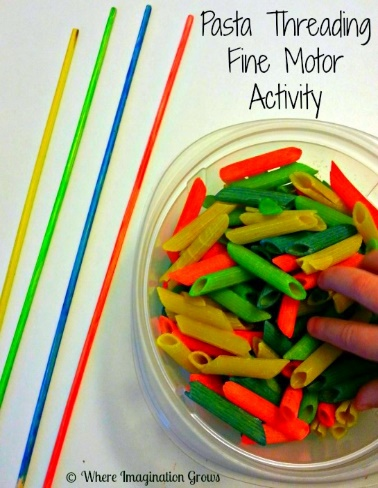 Pasta Threading
Fine Motor
Activity
© Where Imagination Grows